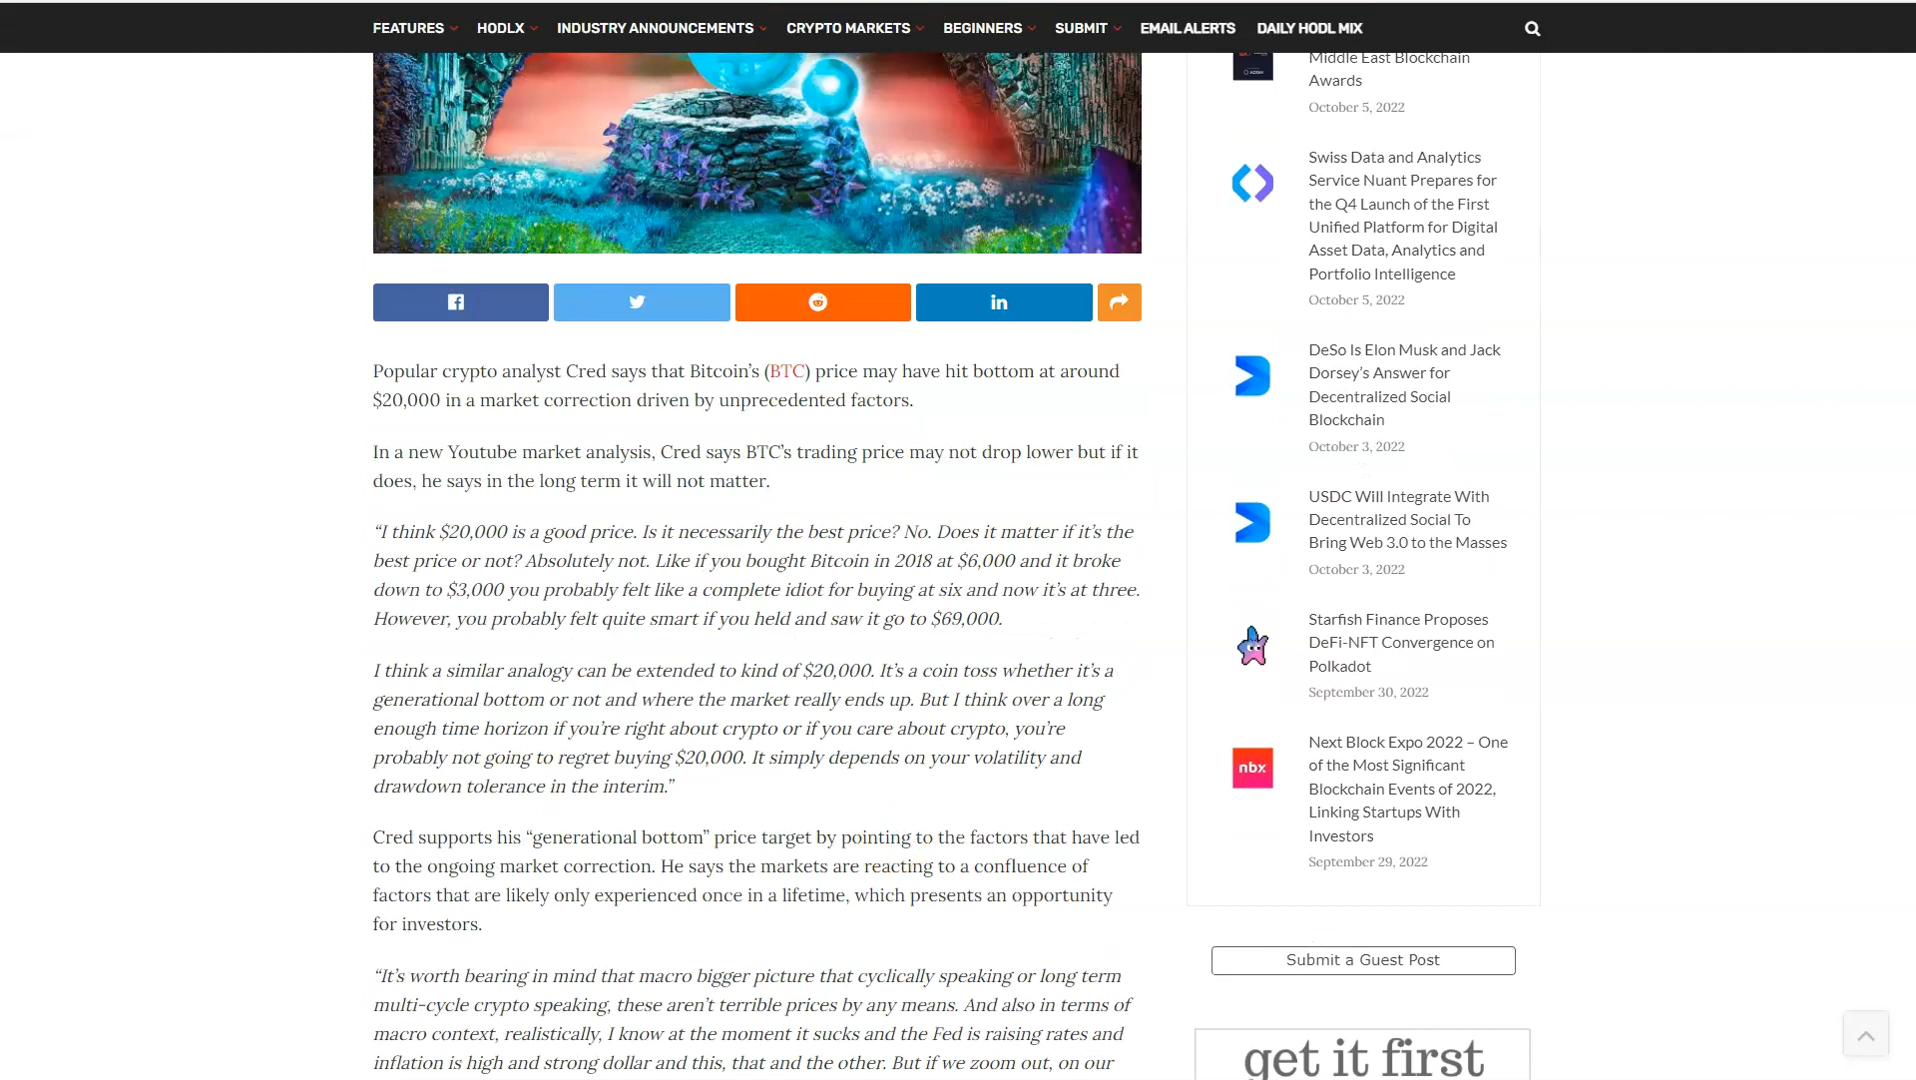 FEATURES HODLX INDUSTRY ANNOUNCEMENTS CRYPTO MARKETS BEGINNERS SUBMIT EMAIL ALERTS DAILY HODL MIX
Popular crypto analyst Cred says that Bitcoin’s (BTC) price may have hit bottom at around
$20,000 in a market correction driven by unprecedented factors.
In a new Youtube market analysis, Cred says BTC’s trading price may not drop lower but if it
does, he says in the long term it will not matter.
“I think $20,000 is a good price. Is it necessarily the best price? No. Does it matter if it’s the
best price or not? Absolutely not. Like if you bought Bitcoin in 2018 at $6,000 and it broke
down to $3,000 you probably felt like a complete idiot for buying at six and now it’s at three.
However, you probably felt quite smart if you held and saw it go to $69,000.
I think a similar analogy can be extended to kind of $20,000. It’s a coin toss whether it’s a
generational bottom or not and where the market really ends up. But I think over a long
enough time horizon if you’re right about crypto or if you care about crypto, you’re
probably not going to regret buying $20,000. It simply depends on your volatility and
drawdown tolerance in the interim.”
Cred supports his “generational bottom” price target by pointing to the factors that have led
to the ongoing market correction. He says the markets are reacting to a confluence of
factors that are likely only experienced once in a lifetime, which presents an opportunity
for investors.
“It’s worth bearing in mind that macro bigger picture that cyclically speaking or long term
multi-cycle crypto speaking, these aren’t terrible prices by any means. And also in terms of
macro context, realistically, I know at the moment it sucks and the Fed is raising rates and
inflation is high and strong dollar and this, that and the other. But if we zoom out, on our
Middle East Blockchain
Awards
October 5, 2022
Swiss Data and Analytics
Service Nuant Prepares for
the Q4 Launch of the First
Unified Platform for Digital
Asset Data, Analytics and
Portfolio Intelligence
October 5, 2022
DeSo Is Elon Musk and Jack
Dorsey’s Answer for
Decentralized Social
Blockchain
October 3, 2022
USDC Will Integrate With
Decentralized Social To
Bring Web 3.0 to the Masses
October 3, 2022
Starfish Finance Proposes
DeFi-NFT Convergence on
Polkadot
September 30, 2022
nbx
Next Block Expo 2022 – One
of the Most Significant
Blockchain Events of 2022,
Linking Startups With
Investors
September 29, 2022
Submit a Guest Post
get it first